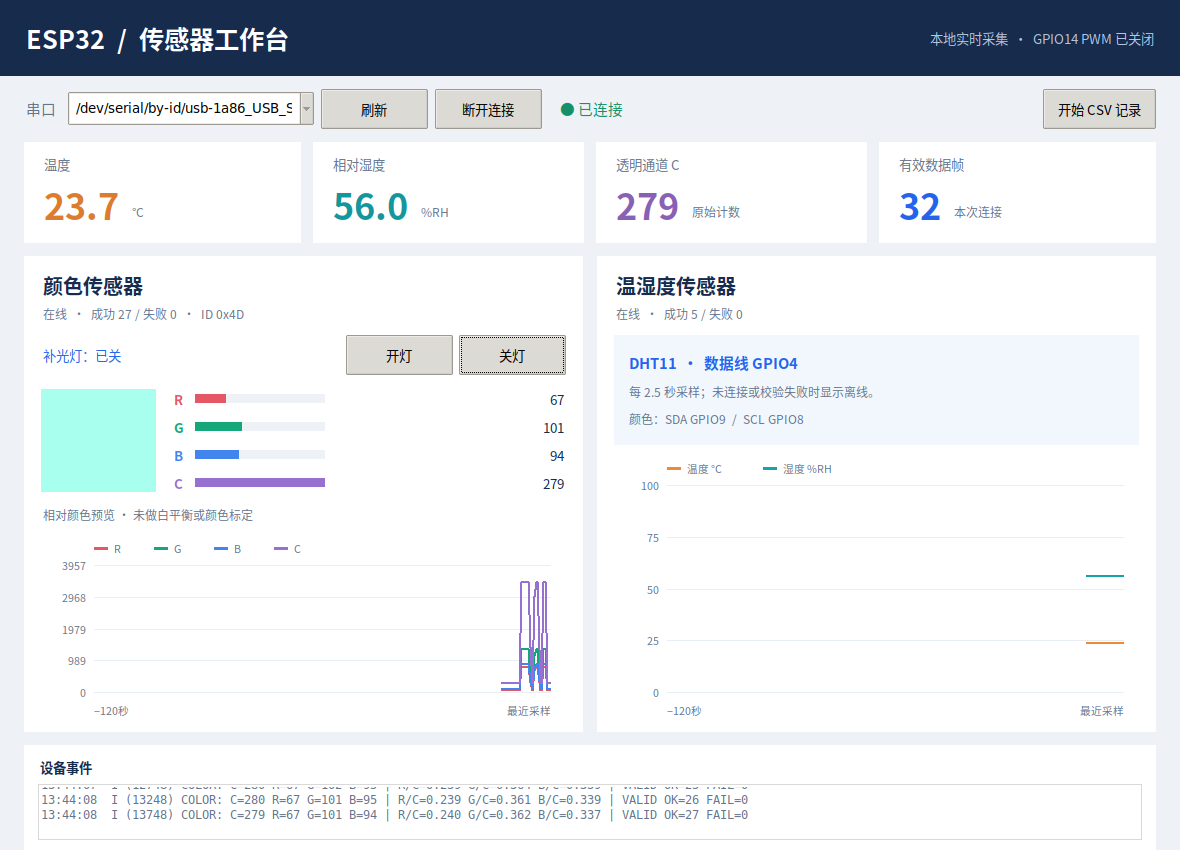 ESP32 / 传感器工作台
本地实时采集 · GPIO14 PWM 已关闭
串口 /dev/serial/by-id/usb-1a86_USB_S 刷新 断开连接 已连接 开始 CSV 记录
温度
23.7 ℃
相对湿度
56.0 %RH
透明通道 C
279 原始计数
有效数据帧
32 本次连接
颜色传感器
在线 · 成功 27 / 失败 0 · ID 0x4D
补光灯：已关 开灯 关灯
R 67
G 101
B 94
C 279
相对颜色预览 · 未做白平衡或颜色标定
R G B C
3957
2968
1979
989
0
−120秒 最近采样
温湿度传感器
在线 · 成功 5 / 失败 0
DHT11 · 数据线 GPIO4
每 2.5 秒采样；未连接或校验失败时显示离线。
颜色：SDA GPIO9 / SCL GPIO8
温度 °C 湿度 %RH
100
75
50
25
0
−120秒 最近采样
设备事件
13:44:08 I (13248) COLOR: C=280 R=67 G=101 B=95 | R/C=0.239 G/C=0.361 B/C=0.339 | VALID OK=26 FAIL=0
13:44:08 I (13748) COLOR: C=279 R=67 G=101 B=94 | R/C=0.240 G/C=0.362 B/C=0.337 | VALID OK=27 FAIL=0